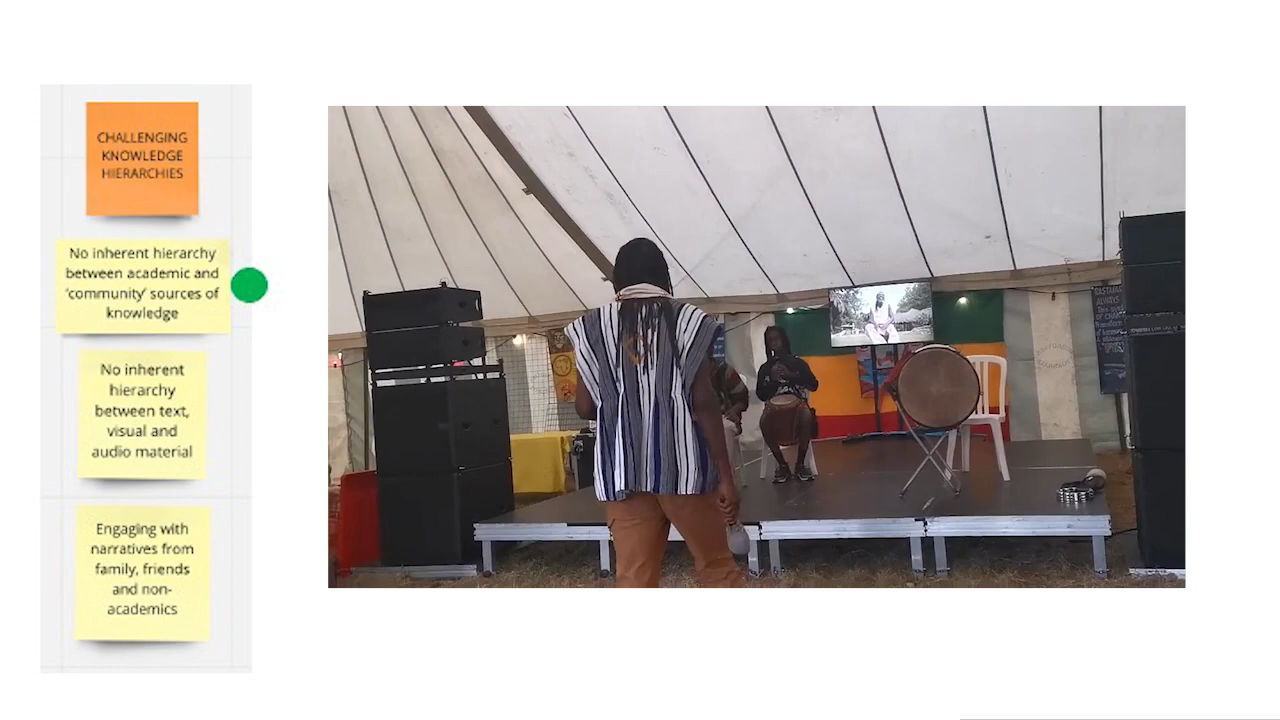 CHALLENGING
KNOWLEDGE
HIERARCHIES
No inherent hierarchy
between academic and
‘community’ sources of
knowledge
No inherent
hierarchy
between text,
visual and
audio material
Engaging with
narratives from
family, friends
and non-
academics
ALWAYS